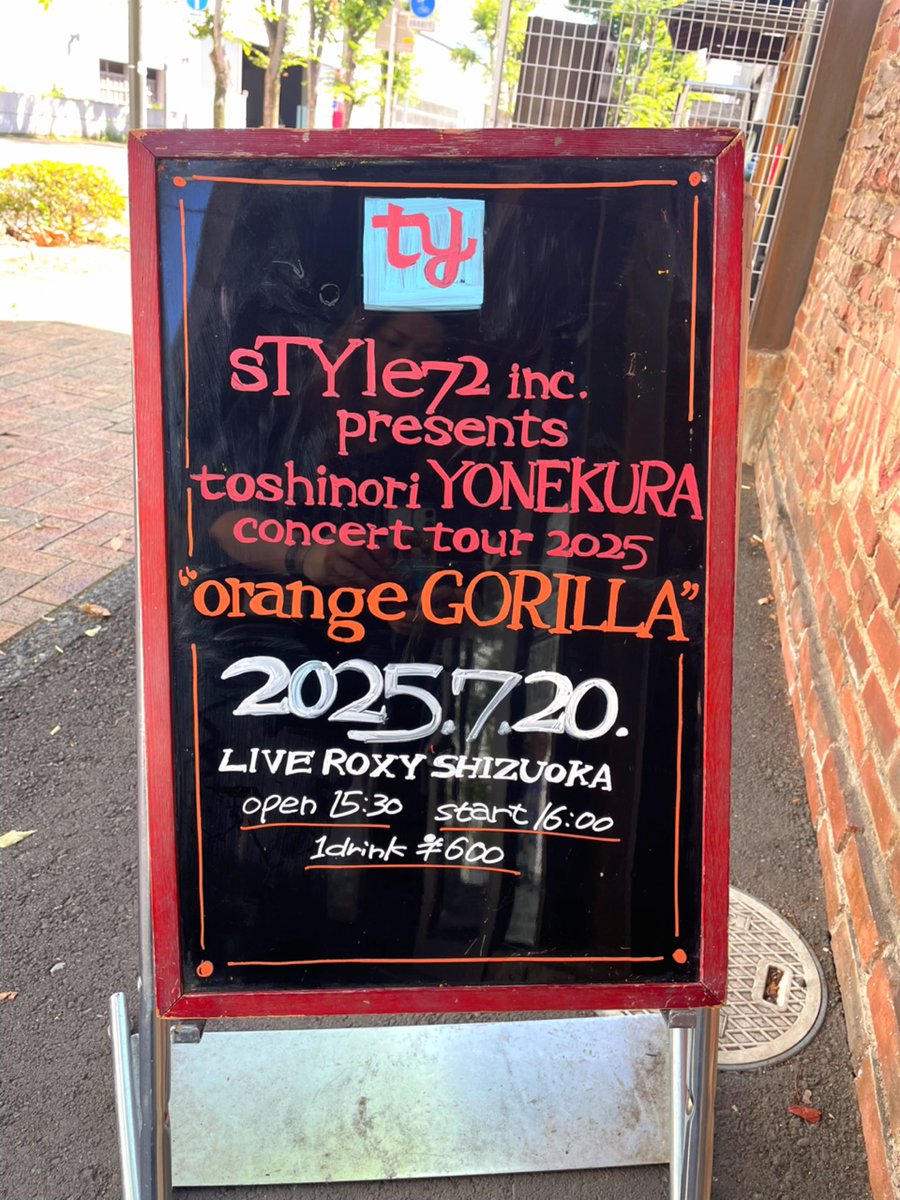 ty
sTYle72 inc.
presents
toshinori YONEKURA
concert tour 2025
"orange GORILLA"
2025.7.20.
LIVE ROXY SHIZUOKA
open 15:30 start 16:00
1drink ¥600